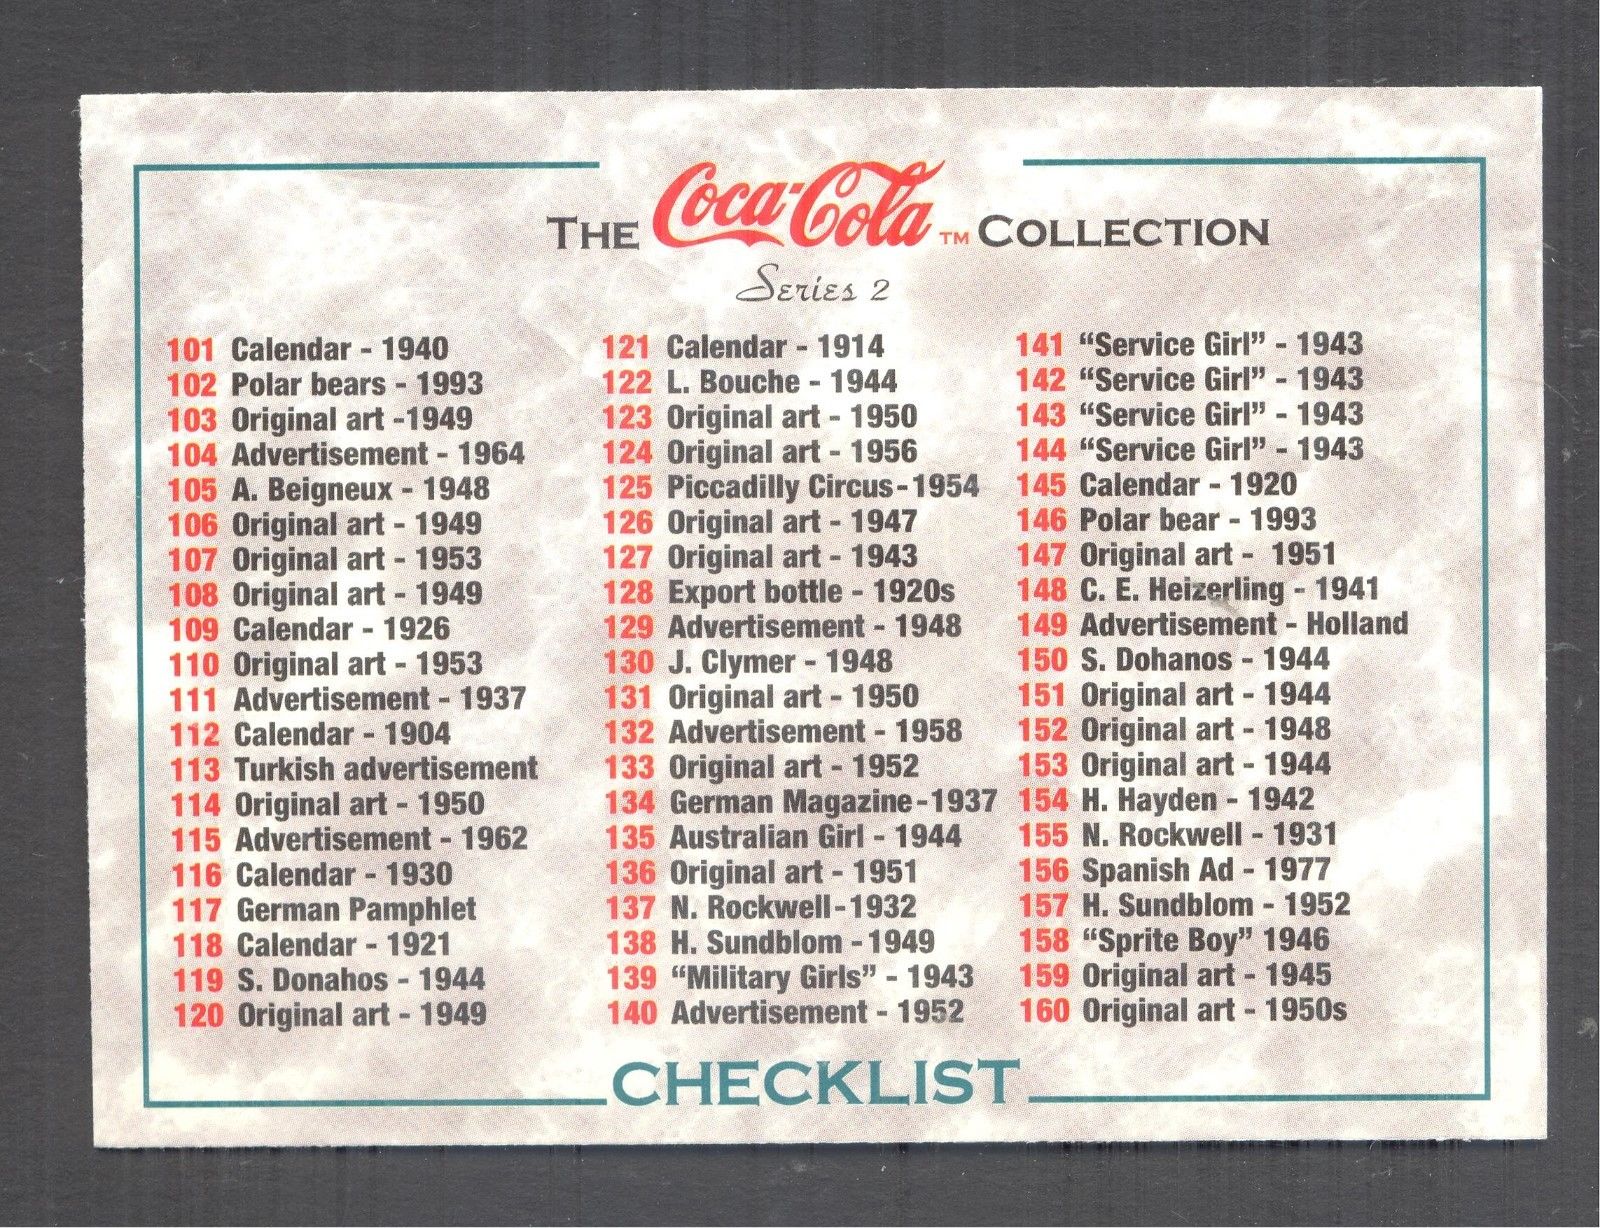 THE Coca-Cola ™ COLLECTION
Series 2
101 Calendar - 1940
102 Polar bears - 1993
103 Original art -1949
104 Advertisement - 1964
105 A. Beigneux - 1948
106 Original art - 1949
107 Original art - 1953
108 Original art - 1949
109 Calendar - 1926
110 Original art - 1953
111 Advertisement - 1937
112 Calendar - 1904
113 Turkish advertisement
114 Original art - 1950
115 Advertisement - 1962
116 Calendar - 1930
117 German Pamphlet
118 Calendar - 1921
119 S. Donahos - 1944
120 Original art - 1949
121 Calendar - 1914
122 L. Bouche - 1944
123 Original art - 1950
124 Original art - 1956
125 Piccadilly Circus-1954
126 Original art - 1947
127 Original art - 1943
128 Export bottle - 1920s
129 Advertisement - 1948
130 J. Clymer - 1948
131 Original art - 1950
132 Advertisement - 1958
133 Original art - 1952
134 German Magazine-1937
135 Australian Girl - 1944
136 Original art - 1951
137 N. Rockwell-1932
138 H. Sundblom -1949
139 “Military Girls” - 1943
140 Advertisement - 1952
141 “Service Girl” - 1943
142 “Service Girl” - 1943
143 “Service Girl” - 1943
144 “Service Girl” - 1943
145 Calendar - 1920
146 Polar bear - 1993
147 Original art - 1951
148 C. E. Heizerling - 1941
149 Advertisement - Holland
150 S. Dohanos - 1944
151 Original art - 1944
152 Original art - 1948
153 Original art - 1944
154 H. Hayden - 1942
155 N. Rockwell - 1931
156 Spanish Ad - 1977
157 H. Sundblom - 1952
158 “Sprite Boy” 1946
159 Original art - 1945
160 Original art - 1950s
CHECKLIST